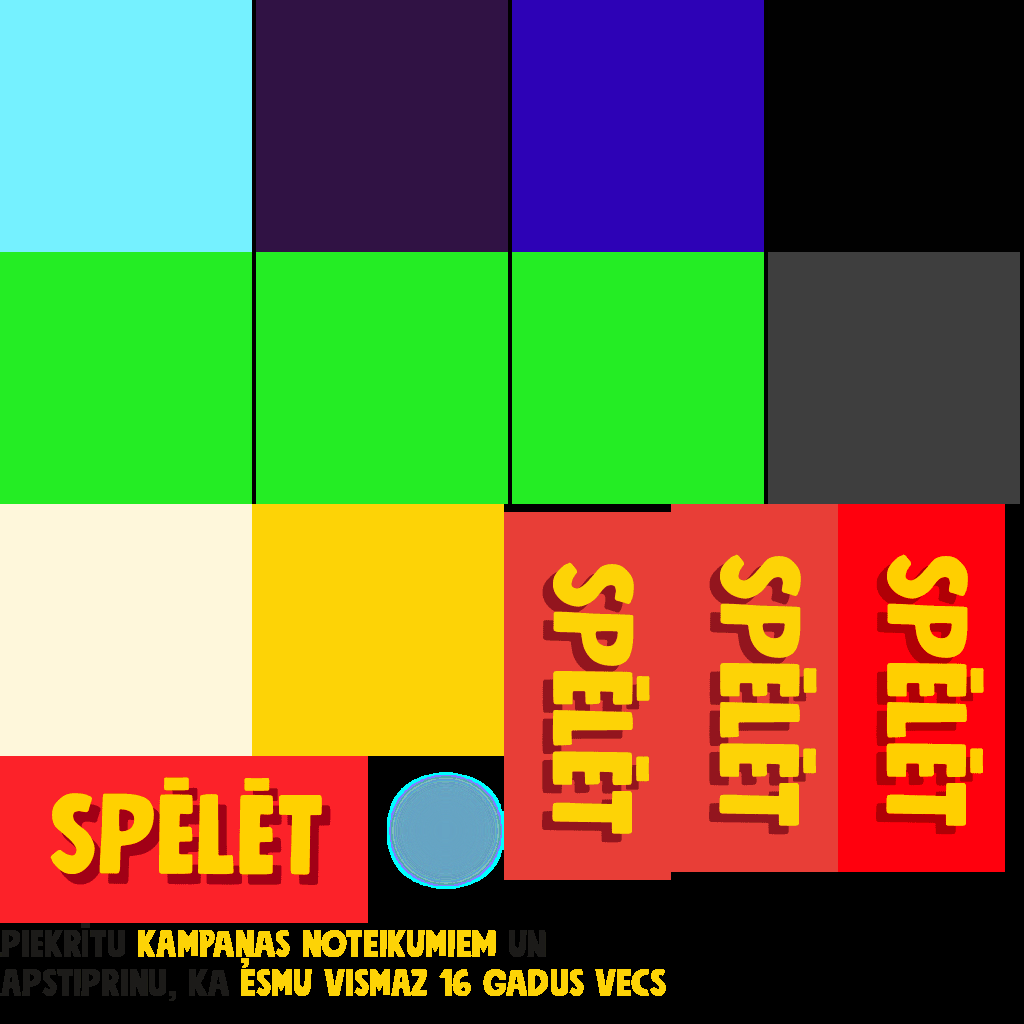 SPĒLĒT
SPĒLĒT
SPĒLĒT
SPĒLĒT
PIEKRĪTU KAMPAŅAS NOTEIKUMIEM UN
APSTIPRINU, KA ESMU VISMAZ 16 GADUS VECS